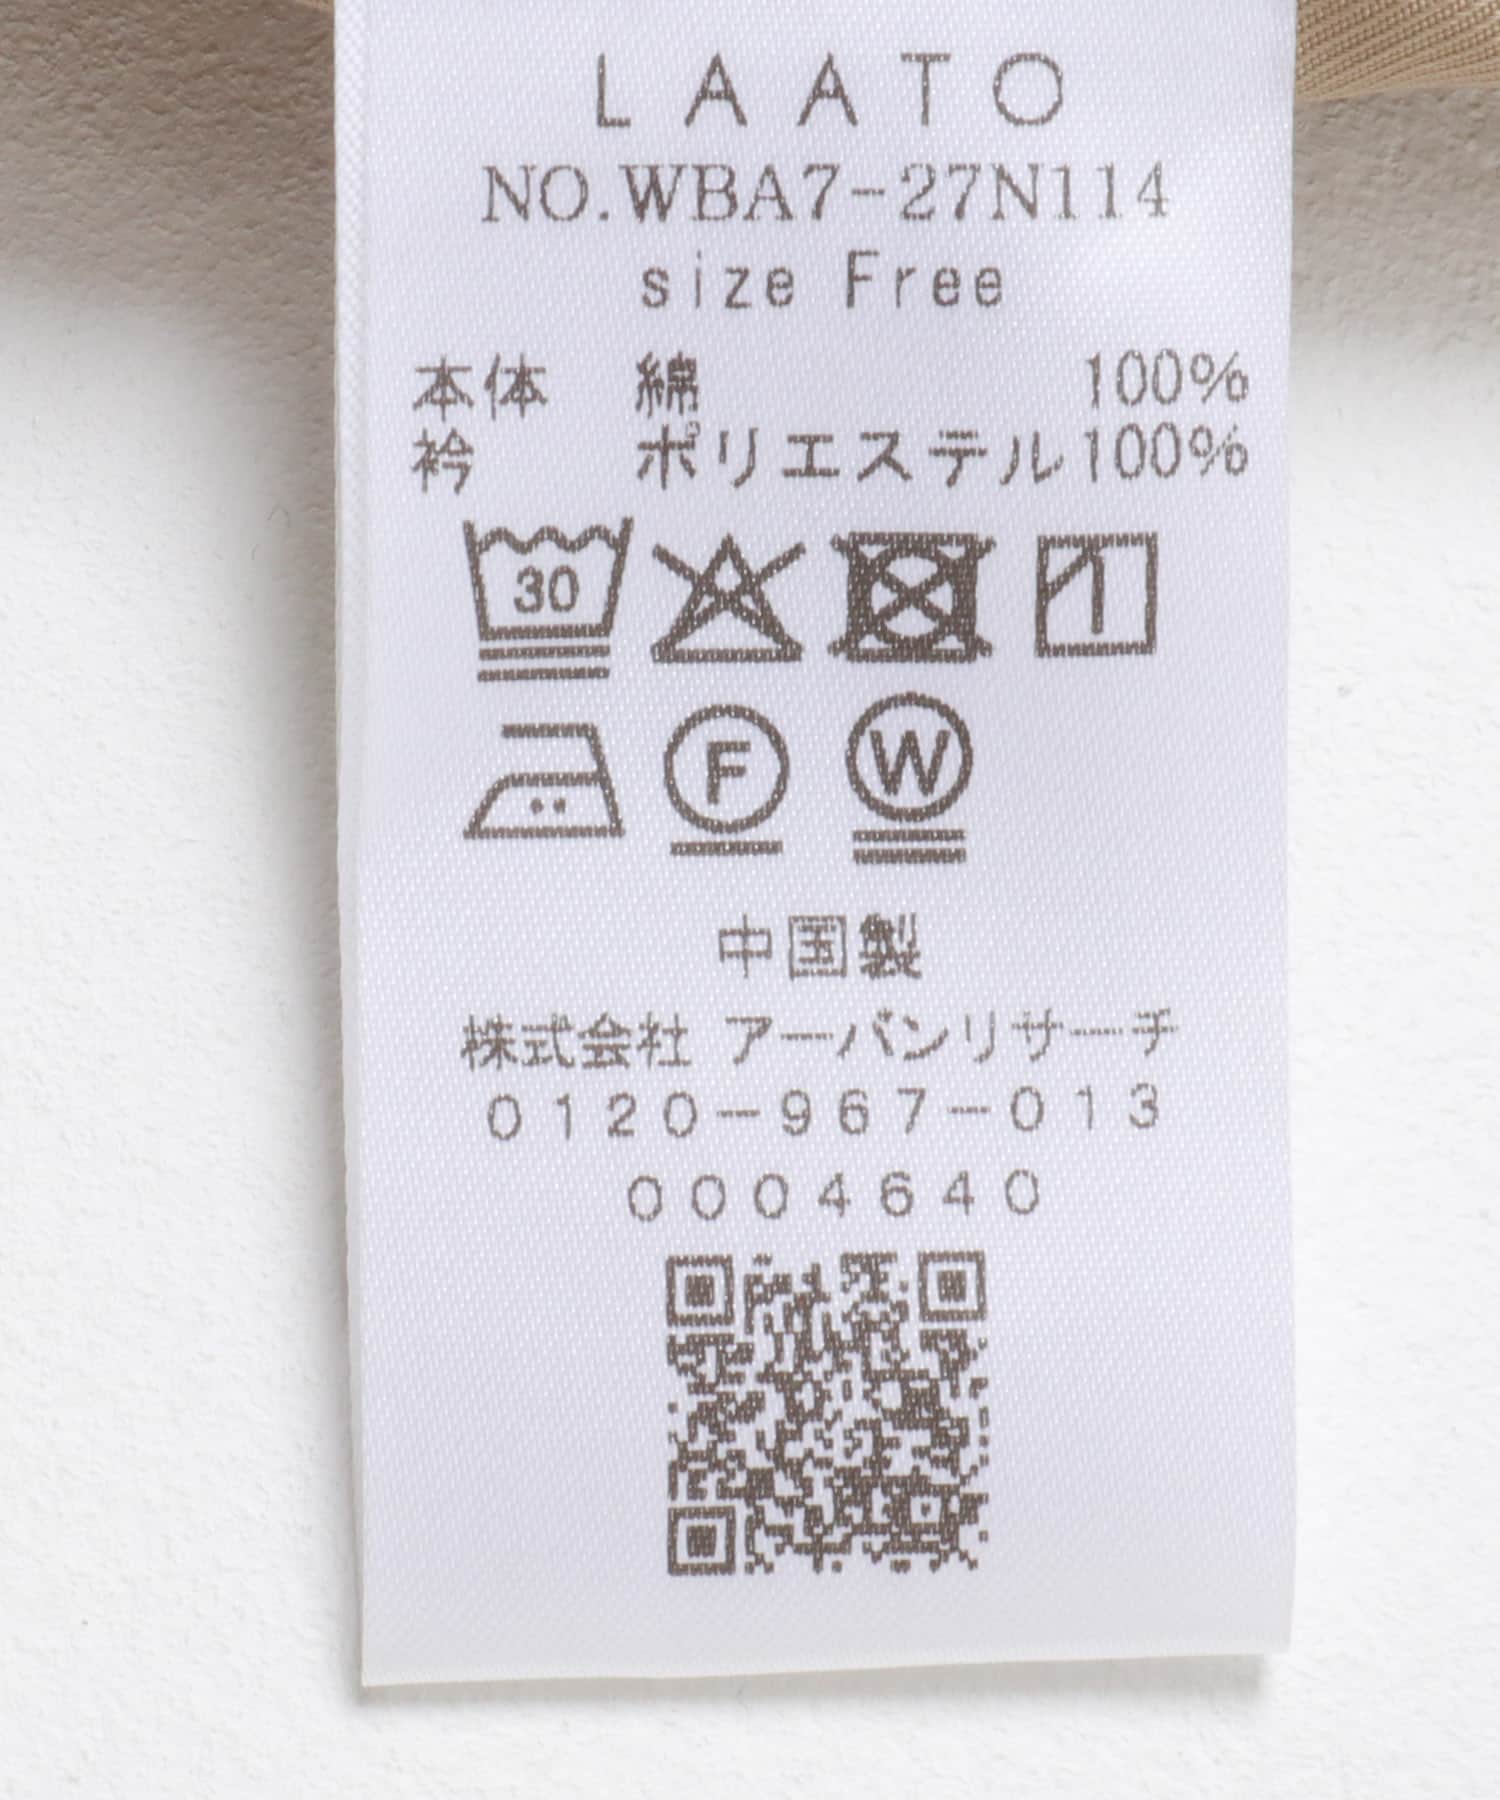 LAATO
NO.WBA7-27N114
size Free
本体 綿 100%
衿 ポリエステル100%
30
F W
中国製
株式会社 アーバンリサーチ
0120-967-013
0004640